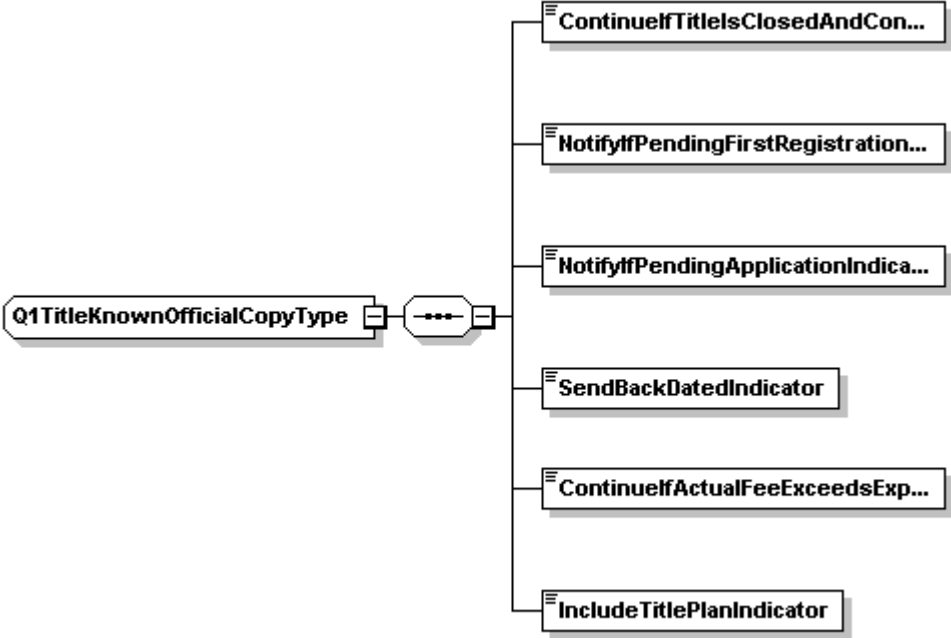 ContinueIfTitleIsClosedAndCon...
NotifyIfPendingFirstRegistration...
NotifyIfPendingApplicationIndica...
Q1TitleKnownOfficialCopyType
SendBackDatedIndicator
ContinueIfActualFeeExceedsExp...
IncludeTitlePlanIndicator